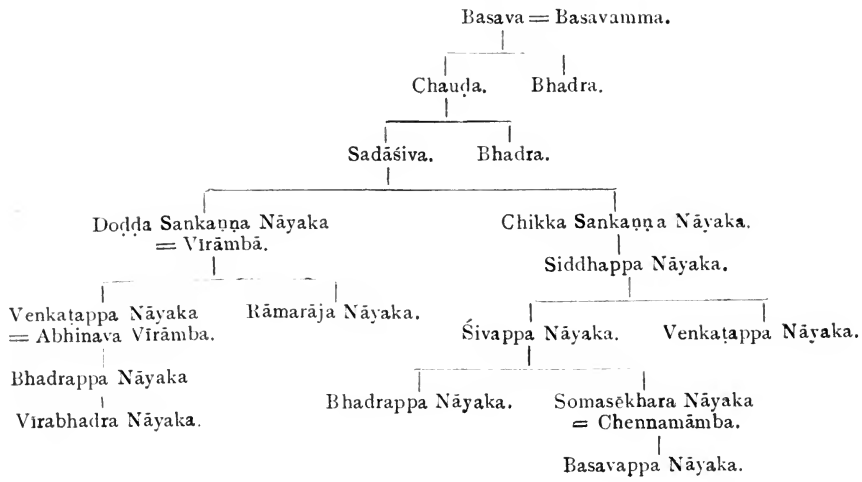 Basava = Basavamma.
Chauḍa. Bhadra.
Sadāśiva. Bhadra.
Doḍḍa Sankaṇṇa Nāyaka Chikka Sankaṇṇa Nāyaka.
= Vīrāmbā.
Siddhappa Nāyaka.
Venkaṭappa Nāyaka Rāmarāja Nāyaka. Śivappa Nāyaka. Venkaṭappa Nāyaka.
= Abhinava Vīrāmba.
Bhadrappa Nāyaka
Bhadrappa Nāyaka. Somasēkhara Nāyaka
Vīrabhadra Nāyaka. = Chennamāmba.
Basavappa Nāyaka.